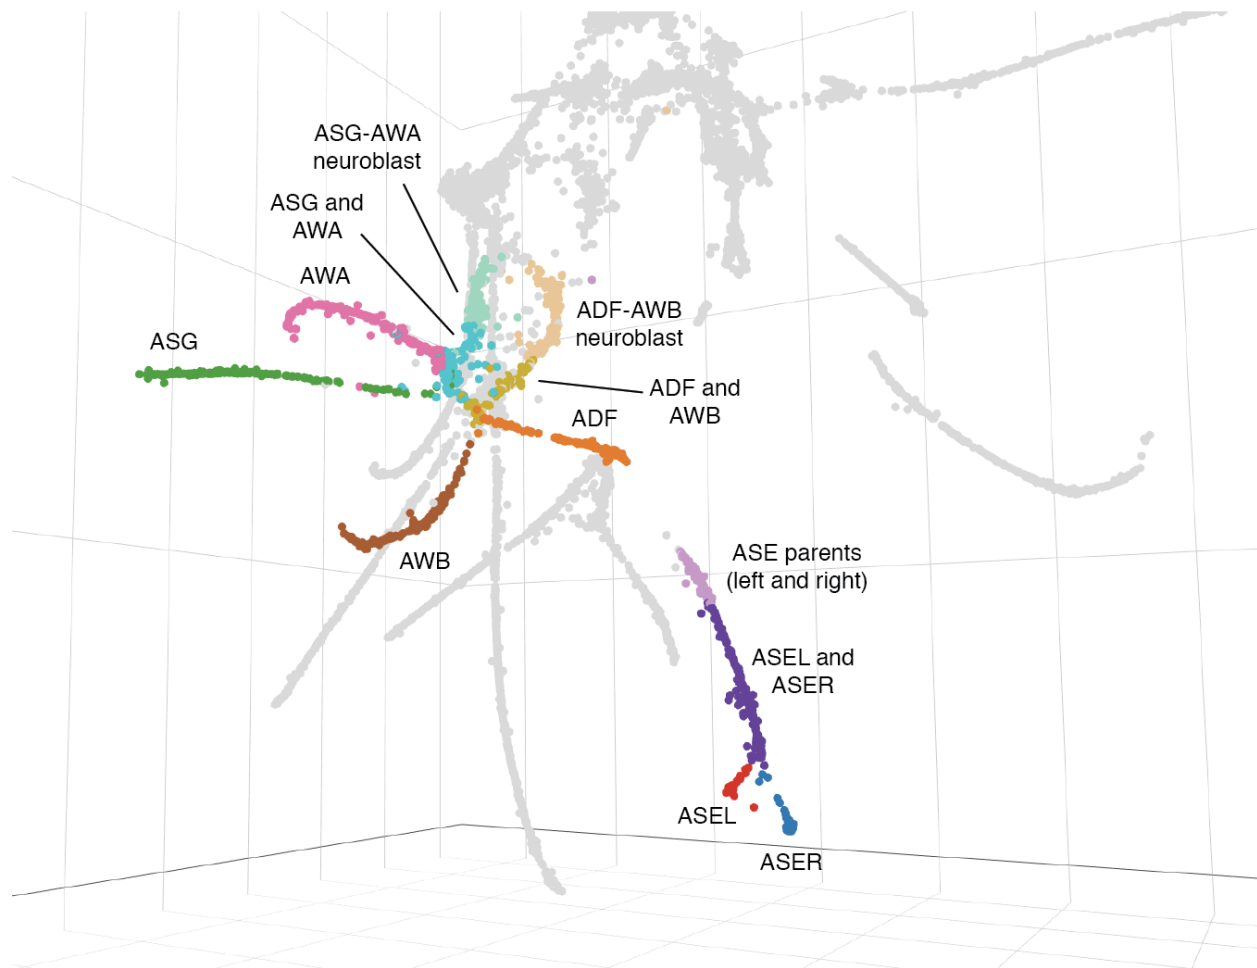 ASG-AWA
neuroblast
ASG and
AWA
AWA
ASG
ADF-AWB
neuroblast
ADF and
AWB
ADF
AWB
ASE parents
(left and right)
ASEL and
ASER
ASEL
ASER